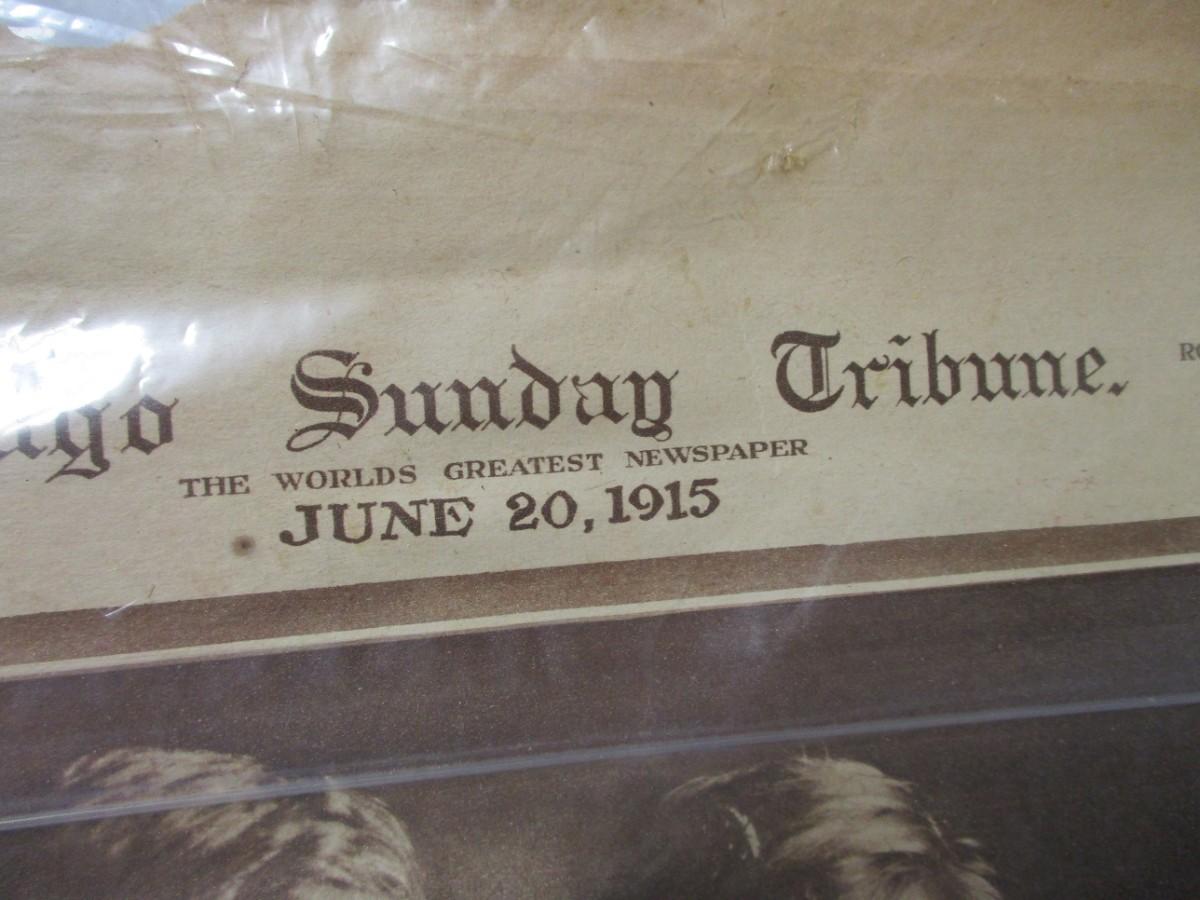 ago Sunday Tribune.
THE WORLDS GREATEST NEWSPAPER
JUNE 20, 1915